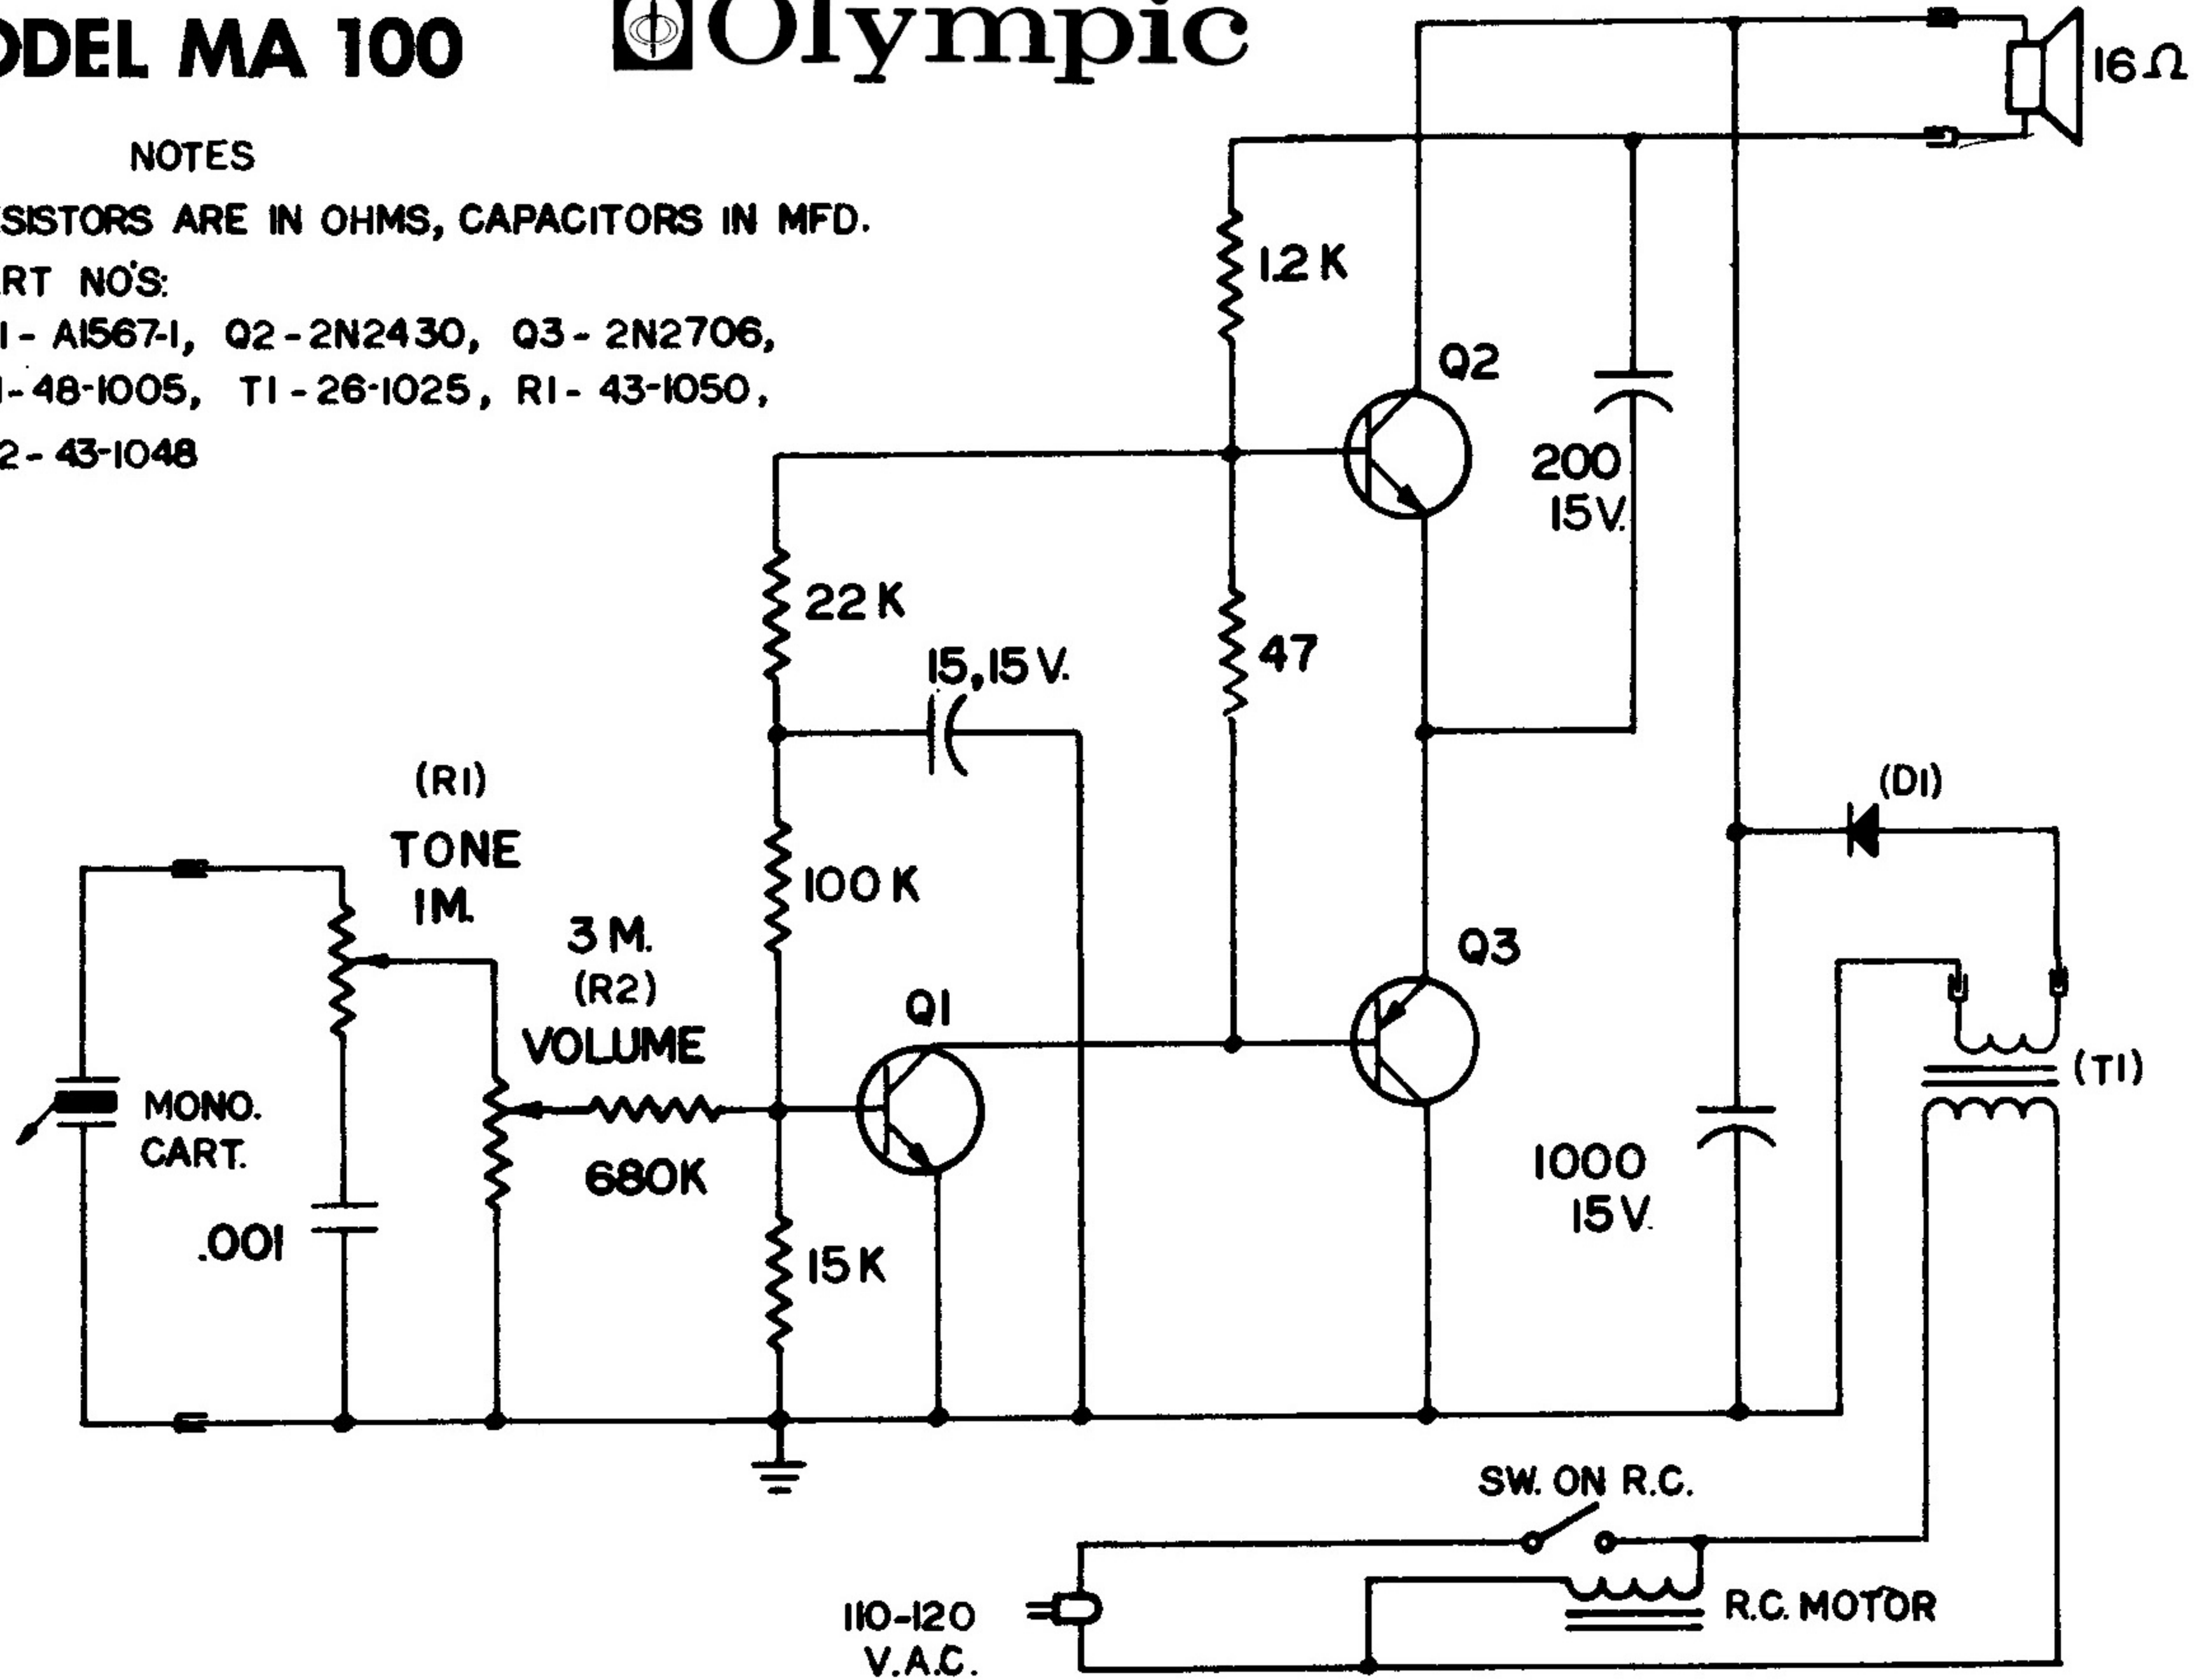 ODEL MA 100
Olympic
NOTES
SISTORS ARE IN OHMS, CAPACITORS IN MFD.
RT NO'S:
1 - A1567-1, Q2 - 2N2430, Q3 - 2N2706,
1 - 48-1005, T1 - 26-1025, R1 - 43-1050,
2 - 43-1048
16Ω
1.2 K
Q2
200
15V.
22 K
47
15, 15 V.
(R1)
TONE
1M.
(D1)
100 K
3 M.
(R2)
VOLUME
Q1
Q3
(T1)
MONO.
CART.
680K
1000
15V.
.001
15 K
SW. ON R.C.
110-120
V.A.C.
R.C. MOTOR